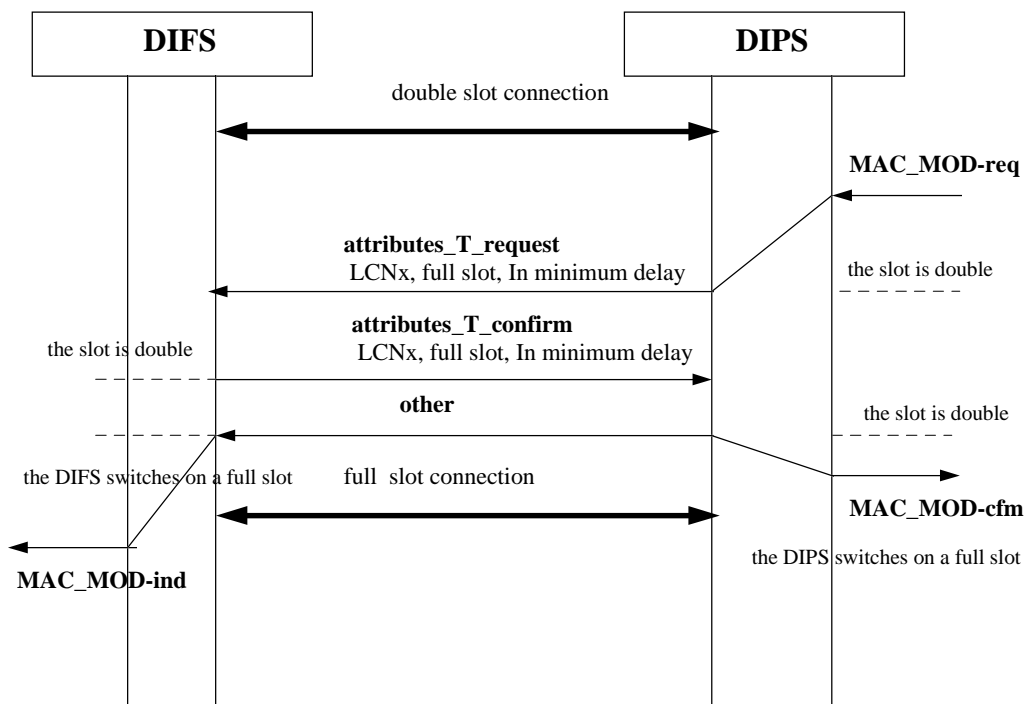 DIFS
DIPS
double slot connection
MAC_MOD-req
attributes_T_request
LCNx, full slot, In minimum delay
the slot is double
attributes_T_confirm
the slot is double
LCNx, full slot, In minimum delay
other
the slot is double
the DIFS switches on a full slot
full slot connection
MAC_MOD-cfm
the DIPS switches on a full slot
MAC_MOD-ind